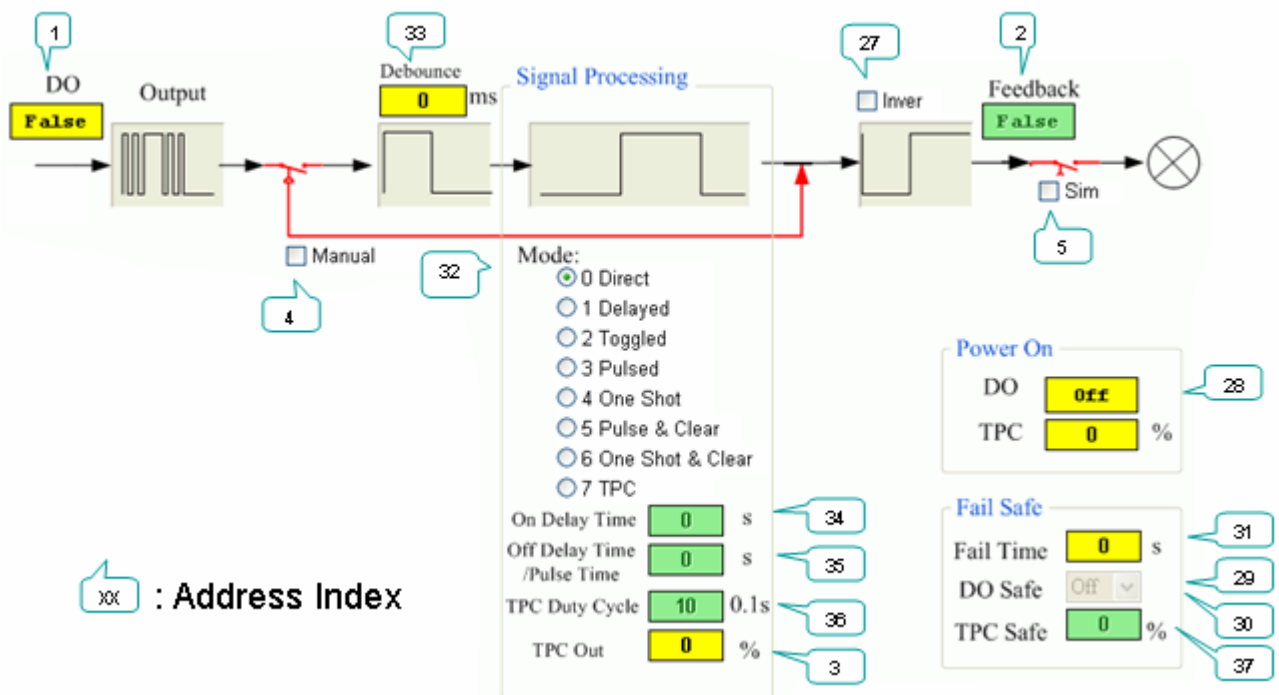 1
33
27
2
DO
Output
Debounce
Signal Processing
Inver
Feedback
False
0 ms
False
Sim
5
Manual
4
32
Mode:
0 Direct
1 Delayed
2 Toggled
3 Pulsed
4 One Shot
5 Pulse & Clear
6 One Shot & Clear
7 TPC
On Delay Time 0 s 34
Off Delay Time
/Pulse Time 0 s 35
TPC Duty Cycle 10 0.1s 36
TPC Out 0 % 3
Power On
DO Off 28
TPC 0 %
Fail Safe
Fail Time 0 s 31
DO Safe Off 29
30
TPC Safe 0 % 37
xx : Address Index